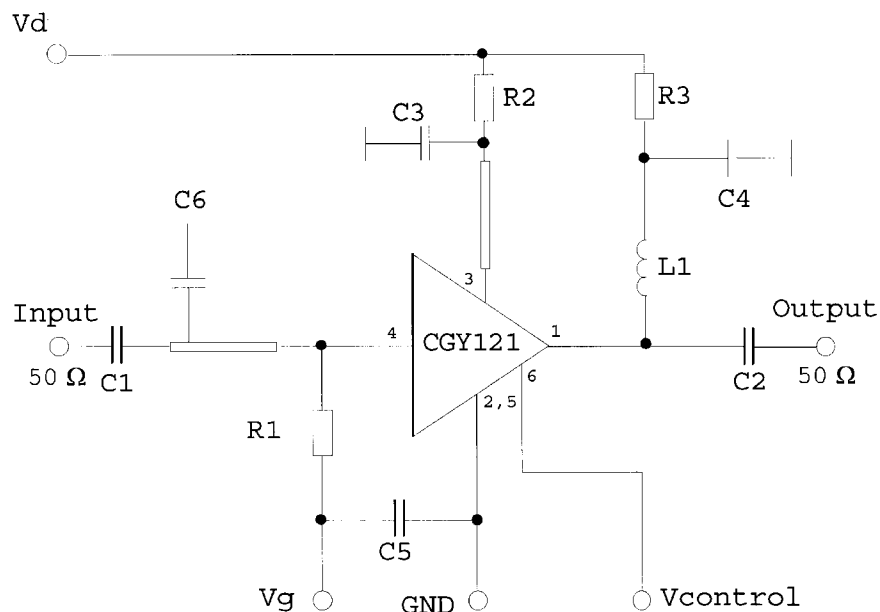 Vd
R2
R3
C3
C4
C6
L1
3
Input
4
CGY121
1
Output
6
50 Ω
C1
C2
50 Ω
2,5
R1
C5
Vg
GND
Vcontrol